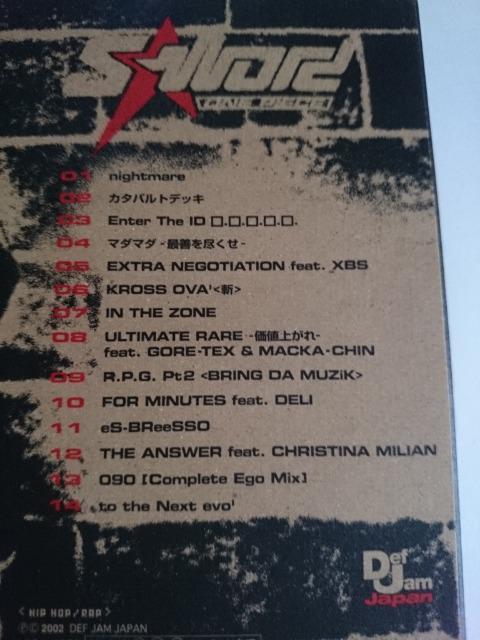 S-WORD
ONE PIECE
01 nightmare
02 カタパルトデッキ
03 Enter The ID □.□.□.□.□.
04 マダマダ -最善を尽くせ-
05 EXTRA NEGOTIATION feat. XBS
06 KROSS OVA'<斬>
07 IN THE ZONE
08 ULTIMATE RARE -価値上がれ-
feat. GORE-TEX & MACKA-CHIN
09 R.P.G. Pt2 <BRING DA MUZiK>
10 FOR MINUTES feat. DELI
11 eS-BReeSSO
12 THE ANSWER feat. CHRISTINA MILIAN
13 090 [Complete Ego Mix]
14 to the Next evo'
Def
Jam
Japan
< HIP HOP/RAP >
℗© 2002 DEF JAM JAPAN